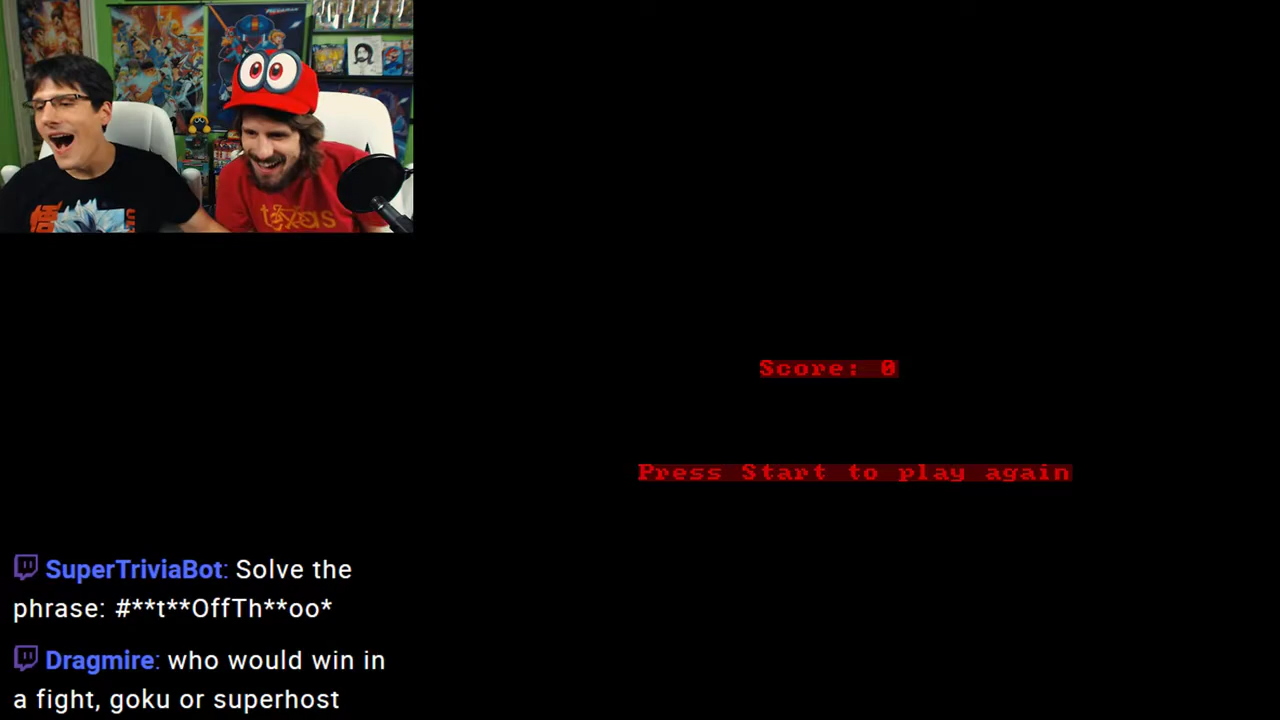 texas
Score: 0
Press Start to play again
SuperTriviaBot: Solve the
phrase: #**t**OffTh**oo*
Dragmire: who would win in
a fight, goku or superhost